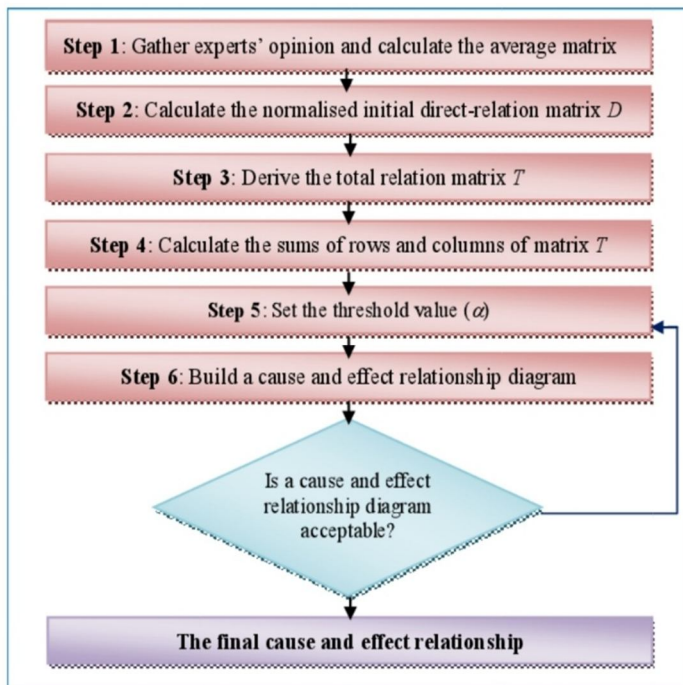 Step 1: Gather experts' opinion and calculate the average matrix
Step 2: Calculate the normalised initial direct-relation matrix D
Step 3: Derive the total relation matrix T
Step 4: Calculate the sums of rows and columns of matrix T
Step 5: Set the threshold value (α)
Step 6: Build a cause and effect relationship diagram
Is a cause and effect
relationship diagram
acceptable?
The final cause and effect relationship